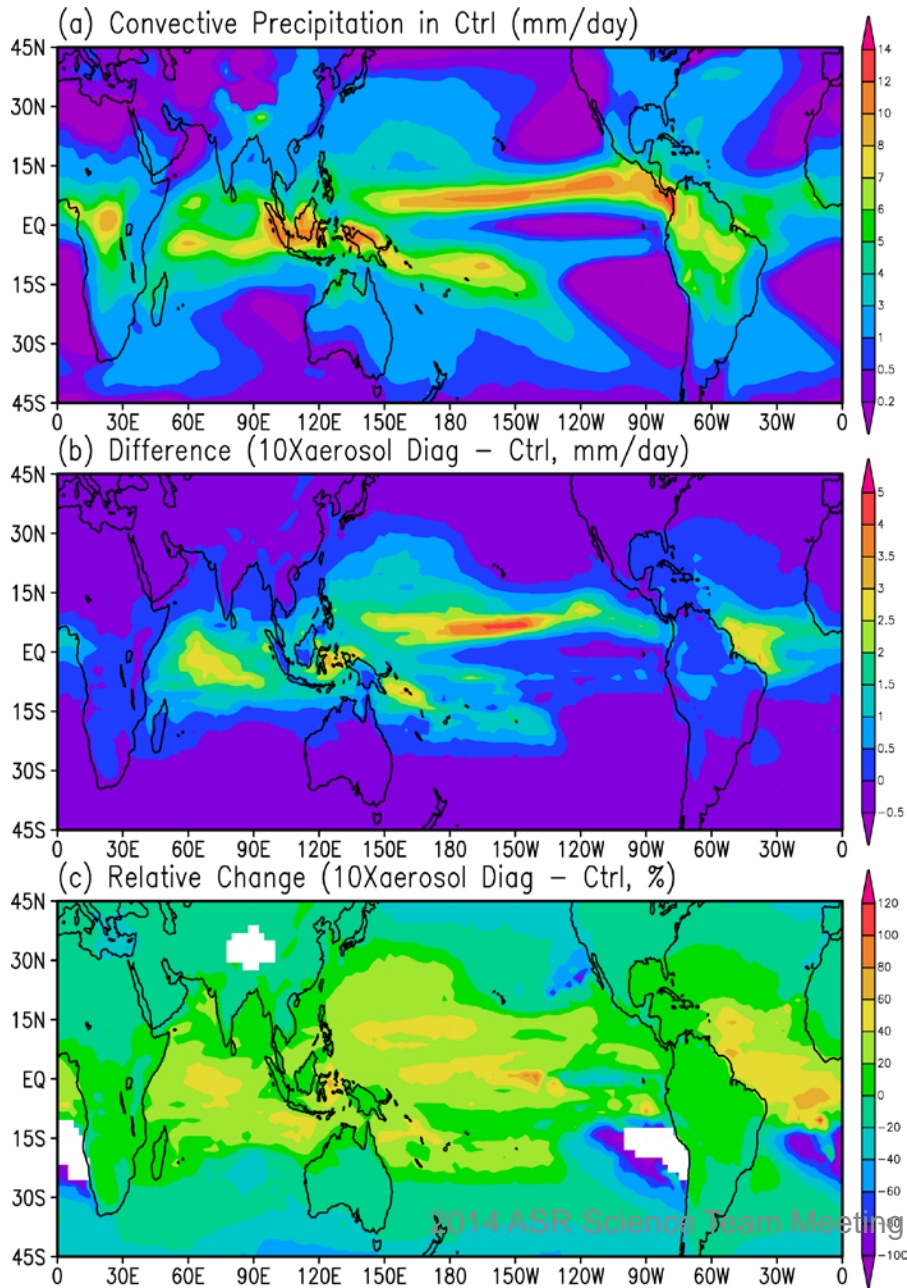 (a) Convective Precipitation in Ctrl (mm/day)
45N
30N
15N
EQ
15S
30S
45S
0 30E 60E 90E 120E 150E 180 150W 120W 90W 60W 30W 0
14
12
10
8
7
6
5
4
3
1
0.2
(b) Difference (10Xaerosol Diag - Ctrl, mm/day)
45N
30N
15N
EQ
15S
30S
45S
0 30E 60E 90E 120E 150E 180 150W 120W 90W 60W 30W 0
5
4
3.5
3
2.5
2
1.5
1
0.5
0
-0.5
(c) Relative Change (10Xaerosol Diag - Ctrl, %)
45N
30N
15N
EQ
15S
30S
45S
0 30E 60E 90E 120E 150E 180 150W 120W 90W 60W 30W 0
120
100
80
60
40
20
0
-20
-40
-60
-80
-100
2014 ASR Science Team Meeting